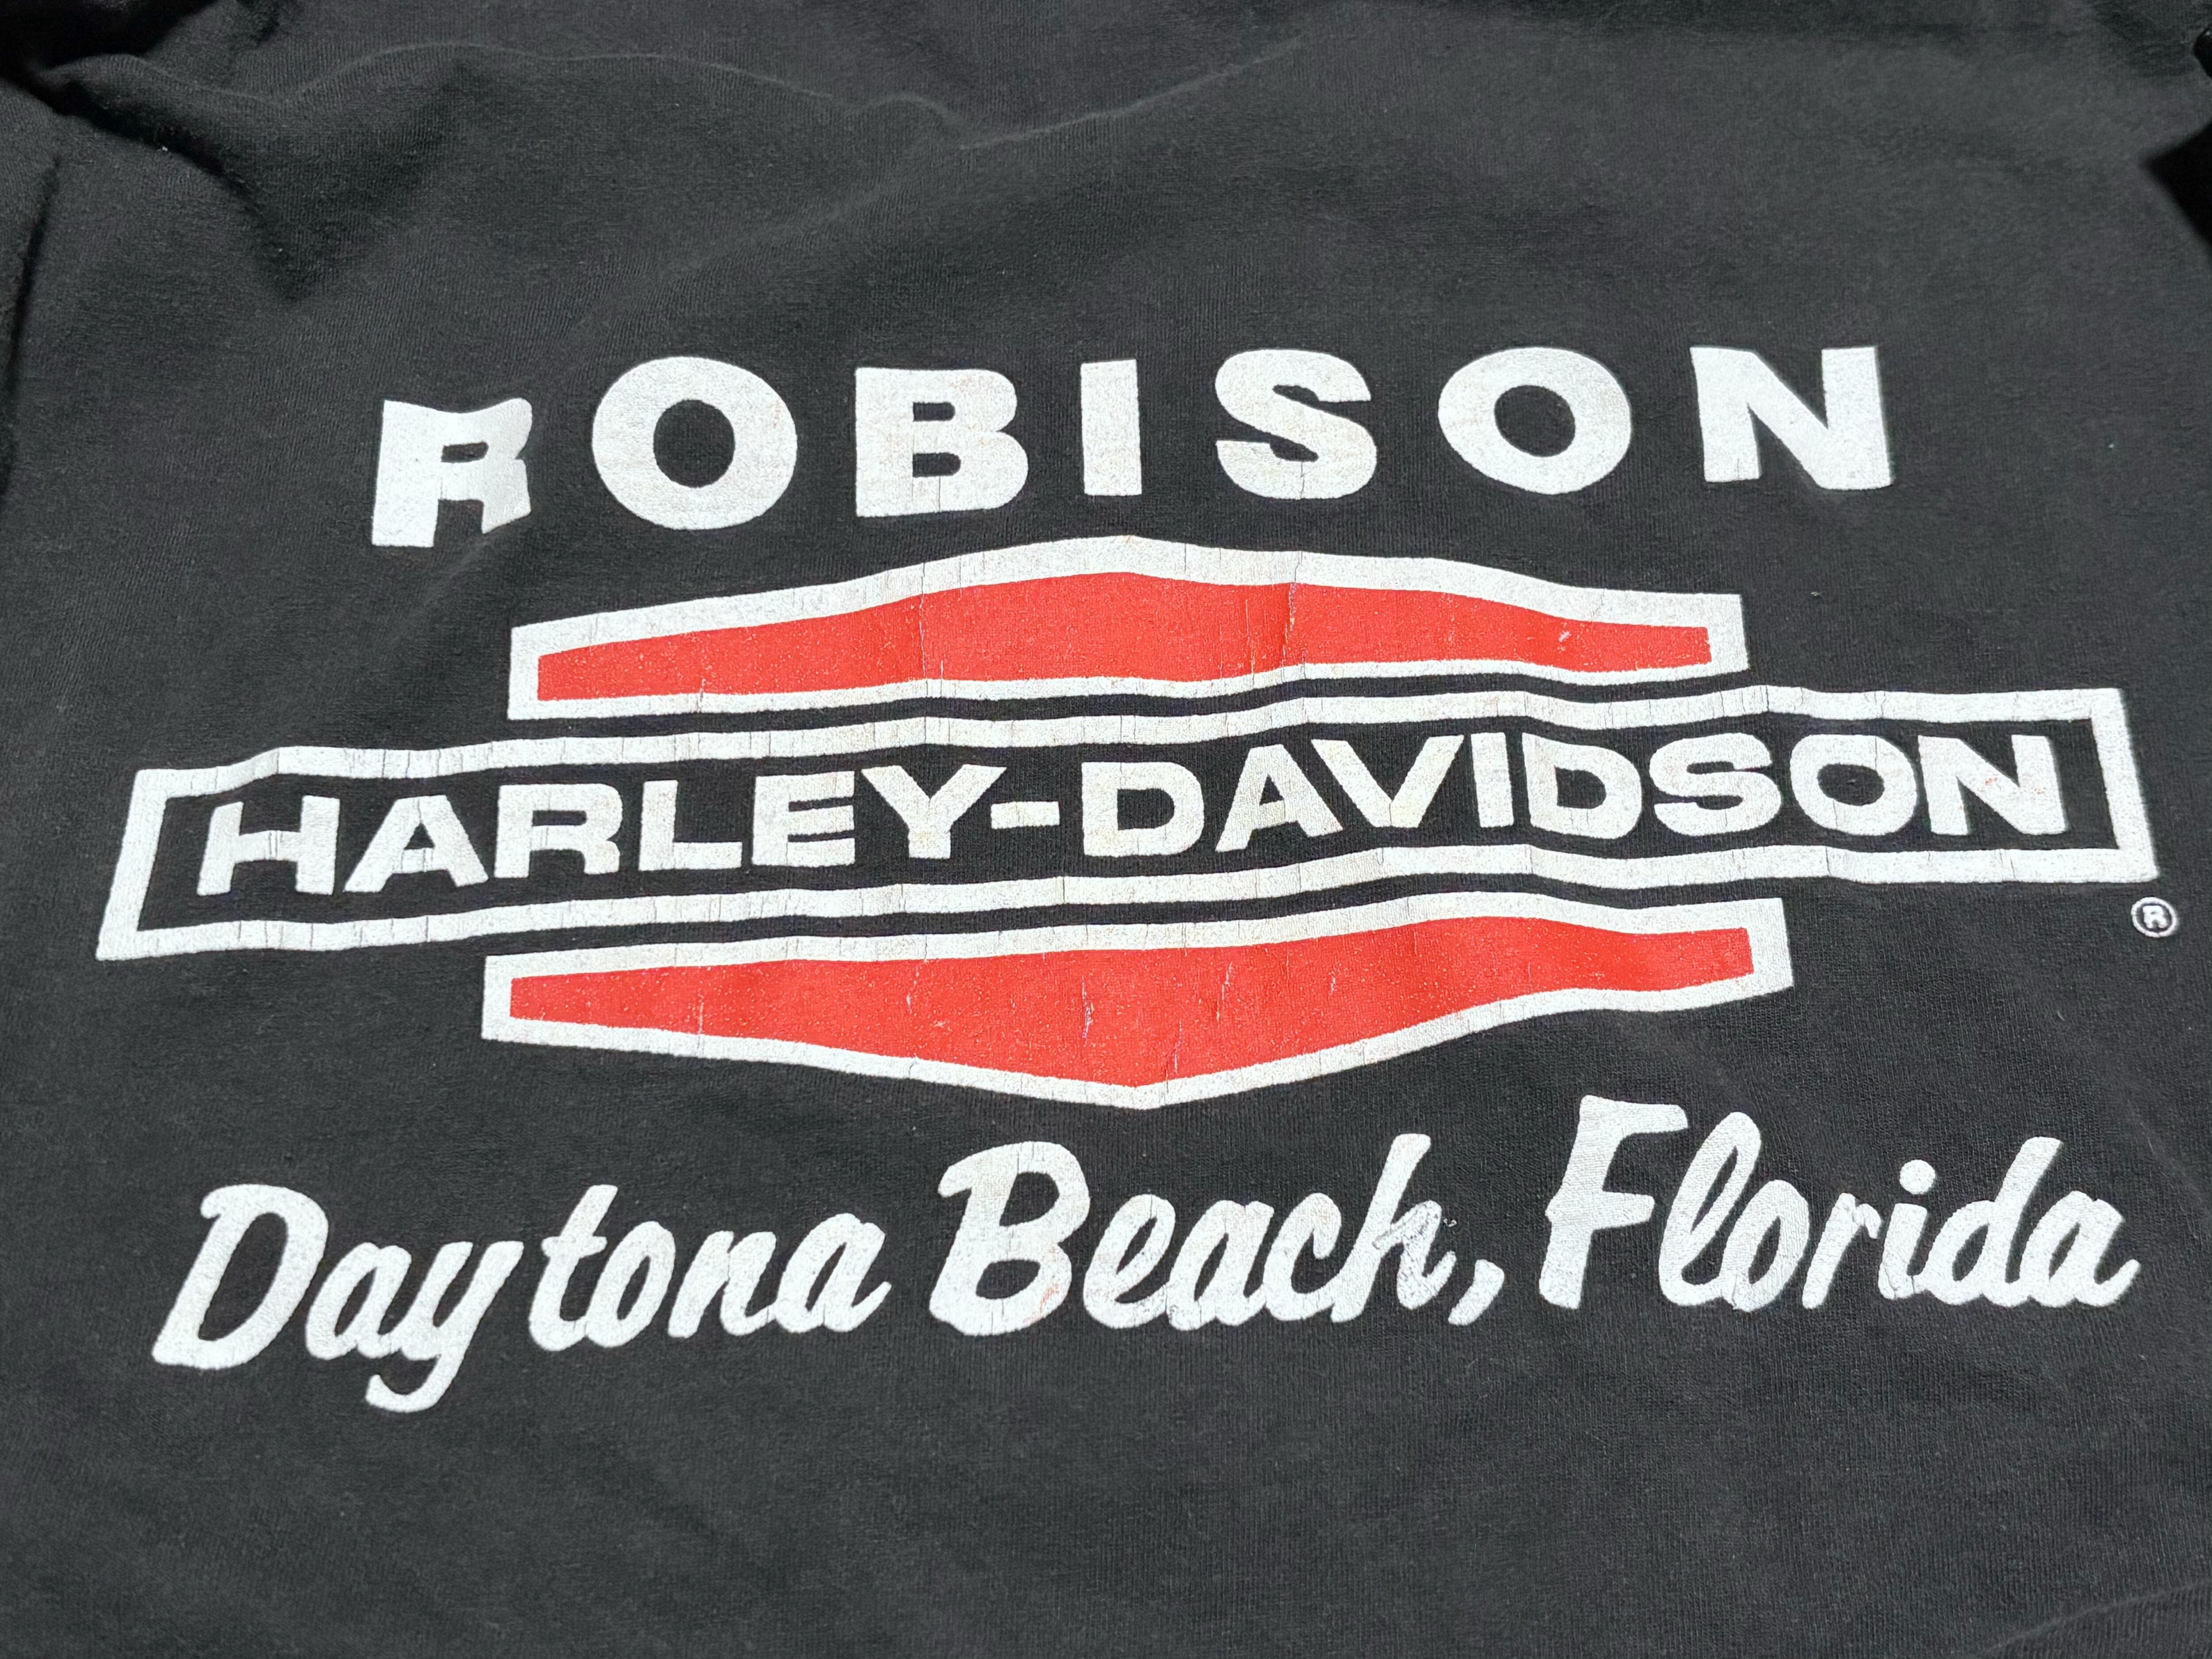 ROBISON
HARLEY-DAVIDSON
®
Daytona Beach, Florida